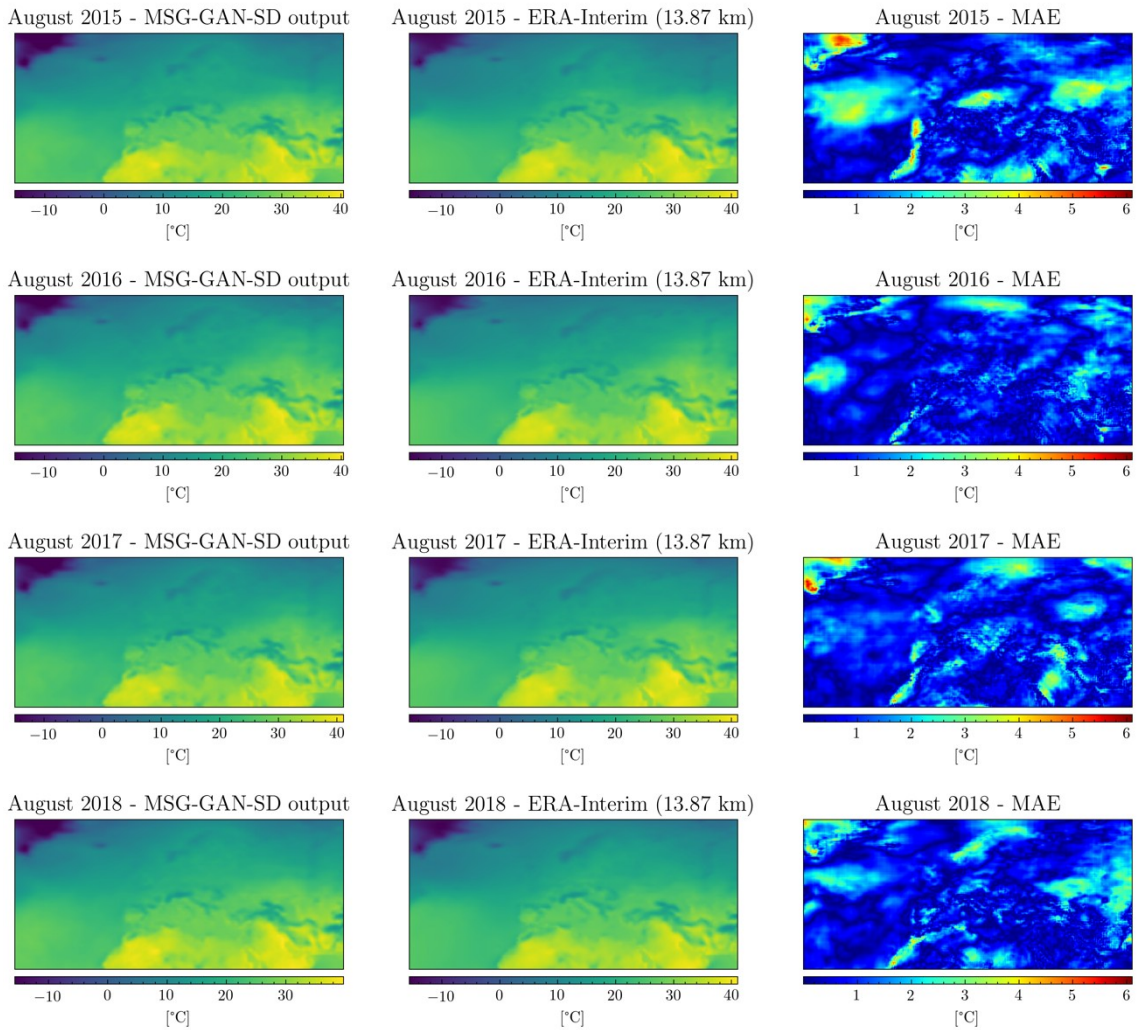 August 2015 - MSG-GAN-SD output
August 2015 - ERA-Interim (13.87 km)
August 2015 - MAE
−10 0 10 20 30 40
−10 0 10 20 30 40
1 2 3 4 5 6
[°C]
[°C]
[°C]
August 2016 - MSG-GAN-SD output
August 2016 - ERA-Interim (13.87 km)
August 2016 - MAE
−10 0 10 20 30 40
−10 0 10 20 30 40
1 2 3 4 5 6
[°C]
[°C]
[°C]
August 2017 - MSG-GAN-SD output
August 2017 - ERA-Interim (13.87 km)
August 2017 - MAE
−10 0 10 20 30 40
−10 0 10 20 30 40
1 2 3 4 5 6
[°C]
[°C]
[°C]
August 2018 - MSG-GAN-SD output
August 2018 - ERA-Interim (13.87 km)
August 2018 - MAE
−10 0 10 20 30
−10 0 10 20 30 40
1 2 3 4 5 6
[°C]
[°C]
[°C]